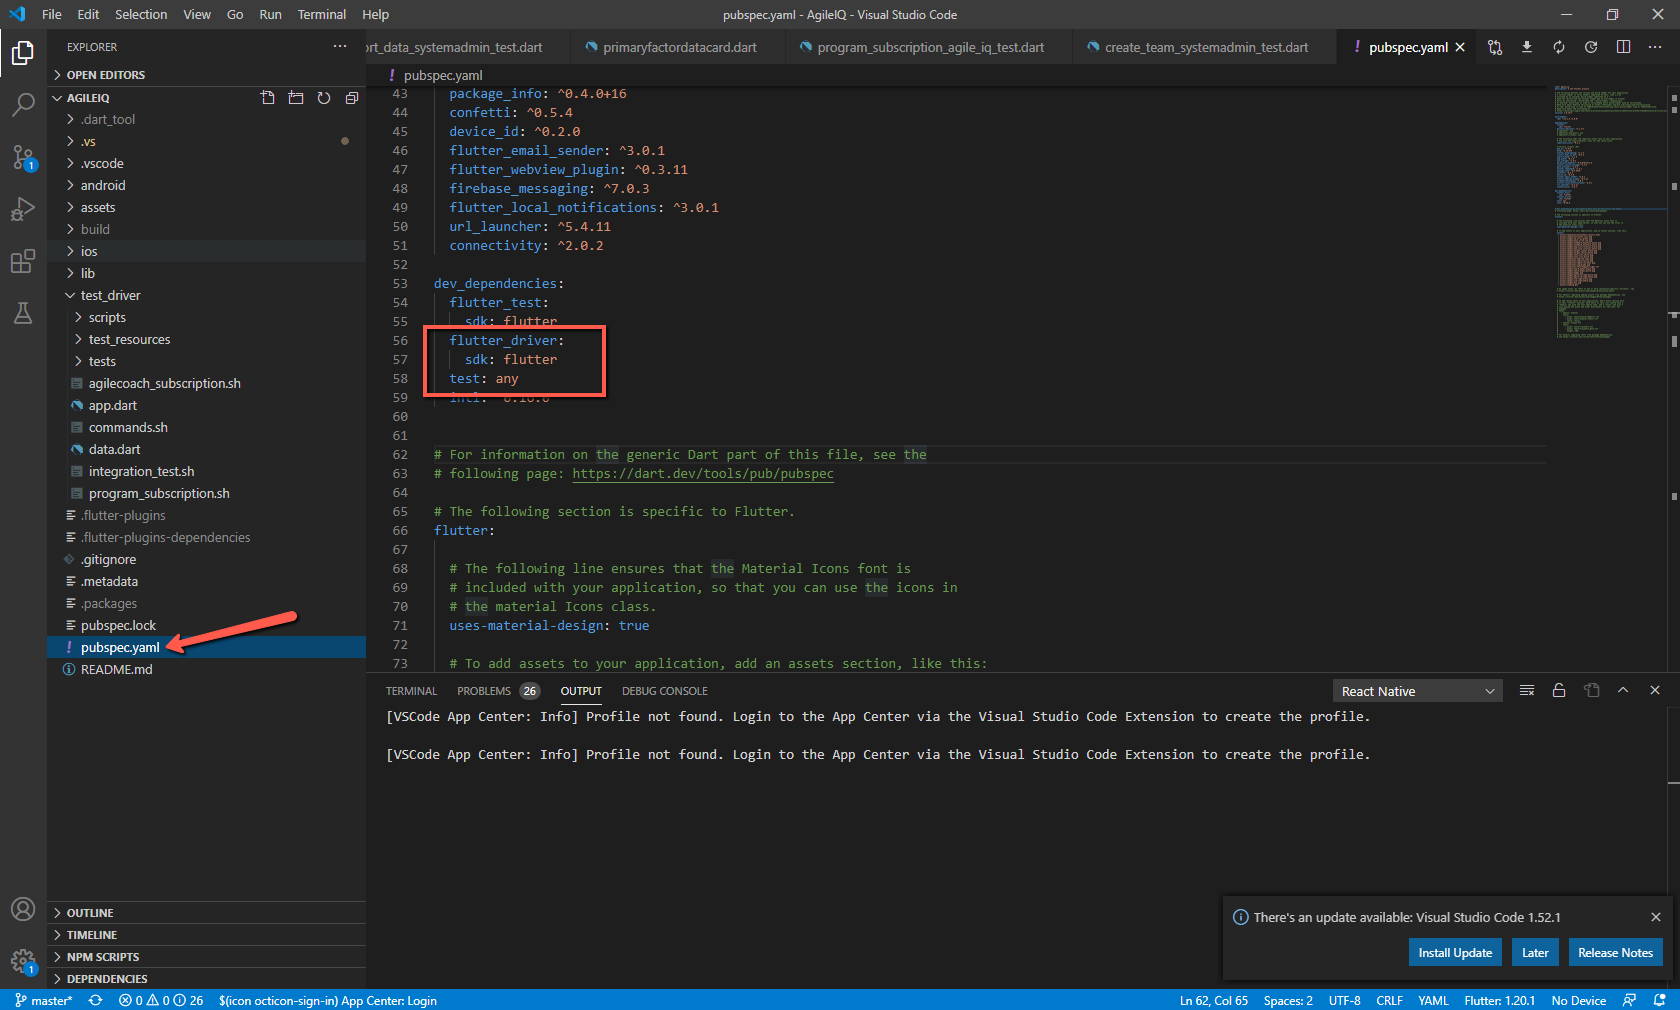 File Edit Selection View Go Run Terminal Help
pubspec.yaml - AgileIQ - Visual Studio Code
EXPLORER
ort_data_systemadmin_test.dart primaryfactordatacard.dart program_subscription_agile_iq_test.dart create_team_systemadmin_test.dart ! pubspec.yaml
OPEN EDITORS
AGILEIQ
.dart_tool
.vs
.vscode
android
assets
build
ios
lib
test_driver
scripts
test_resources
tests
agilecoach_subscription.sh
app.dart
commands.sh
data.dart
integration_test.sh
program_subscription.sh
.flutter-plugins
.flutter-plugins-dependencies
.gitignore
.metadata
.packages
pubspec.lock
! pubspec.yaml
README.md
OUTLINE
TIMELINE
NPM SCRIPTS
DEPENDENCIES
1
1
! pubspec.yaml
43 package_info: ^0.4.0+16
44 confetti: ^0.5.4
45 device_id: ^0.2.0
46 flutter_email_sender: ^3.0.1
47 flutter_webview_plugin: ^0.3.11
48 firebase_messaging: ^7.0.3
49 flutter_local_notifications: ^3.0.1
50 url_launcher: ^5.4.11
51 connectivity: ^2.0.2
52
53 dev_dependencies:
54 flutter_test:
55 sdk: flutter
56 flutter_driver:
57 sdk: flutter
58 test: any
59
60
61
62 # For information on the generic Dart part of this file, see the
63 # following page: https://dart.dev/tools/pub/pubspec
64
65 # The following section is specific to Flutter.
66 flutter:
67
68 # The following line ensures that the Material Icons font is
69 # included with your application, so that you can use the icons in
70 # the material Icons class.
71 uses-material-design: true
72
73 # To add assets to your application, add an assets section, like this:
TERMINAL PROBLEMS 26 OUTPUT DEBUG CONSOLE
React Native
[VSCode App Center: Info] Profile not found. Login to the App Center via the Visual Studio Code Extension to create the profile.
[VSCode App Center: Info] Profile not found. Login to the App Center via the Visual Studio Code Extension to create the profile.
There's an update available: Visual Studio Code 1.52.1
Install Update Later Release Notes
master* 0 0 26 $(icon octicon-sign-in) App Center: Login
Ln 62, Col 65 Spaces: 2 UTF-8 CRLF YAML Flutter: 1.20.1 No Device